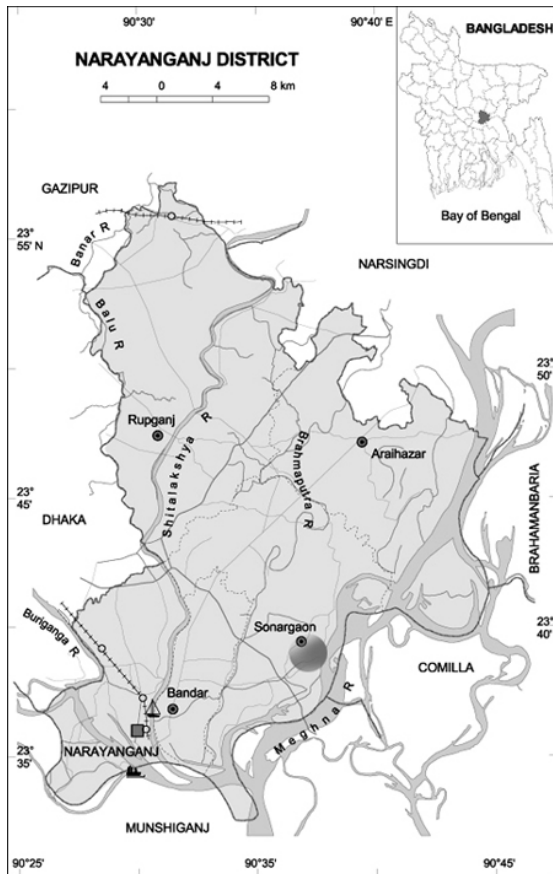 90°30'
90°40' E
NARAYANGANJ DISTRICT
4 0 4 8 km
BANGLADESH
Bay of Bengal
GAZIPUR
23°
55' N
Banar R
NARSINGDI
Balu R
23°
50'
Rupganj
Shitalakshya R
Brahmaputra R
Araihazar
23°
45'
DHAKA
BRAHAMANBARIA
Buriganga R
Sonargaon
23°
40'
COMILLA
Bandar
Meghna R
NARAYANGANJ
23°
35'
MUNSHIGANJ
90°25'
90°35'
90°45'